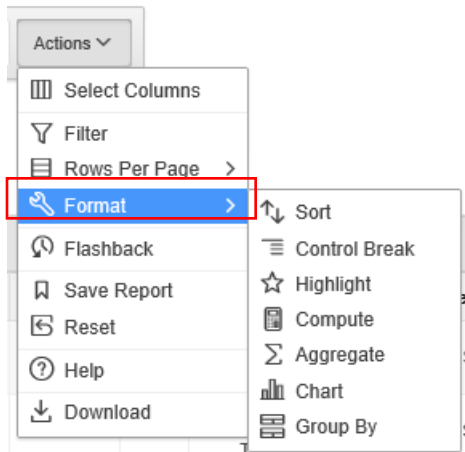 Actions
Select Columns
Filter
Rows Per Page
Format
Sort
Control Break
Highlight
Compute
Aggregate
Chart
Group By
Flashback
Save Report
Reset
Help
Download